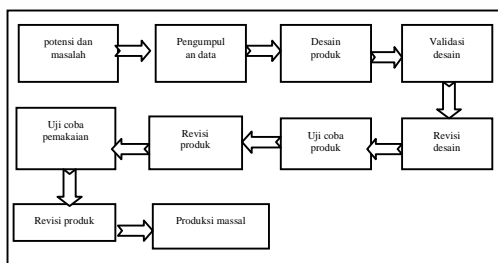 potensi dan
masalah
Pengumpul
an data
Desain
produk
Validasi
desain
Revisi
desain
Uji coba
produk
Revisi
produk
Uji coba
pemakaian
Revisi produk
Produksi massal